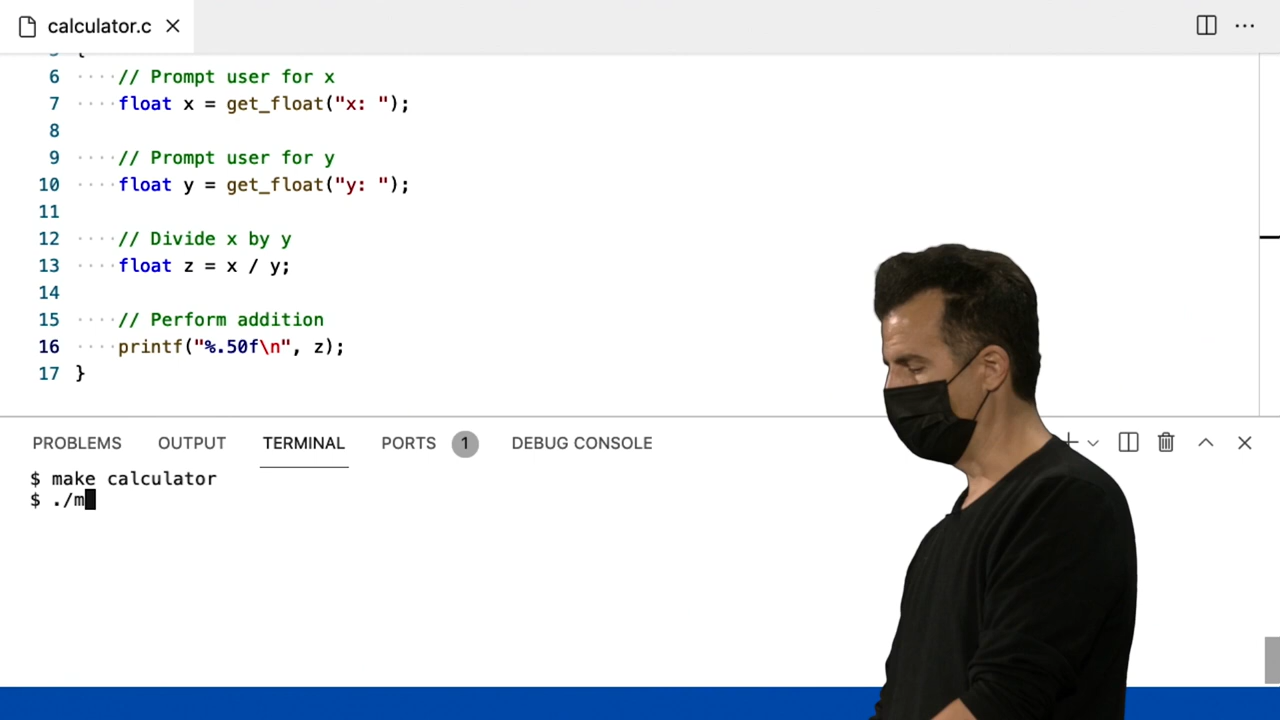 calculator.c
5 {
6 ····// Prompt user for x
7 ····float x = get_float("x: ");
8
9 ····// Prompt user for y
10 ····float y = get_float("y: ");
11
12 ····// Divide x by y
13 ····float z = x / y;
14
15 ····// Perform addition
16 ····printf("%.50f\n", z);
17 }
PROBLEMS OUTPUT TERMINAL PORTS 1 DEBUG CONSOLE
$ make calculator
$ ./m